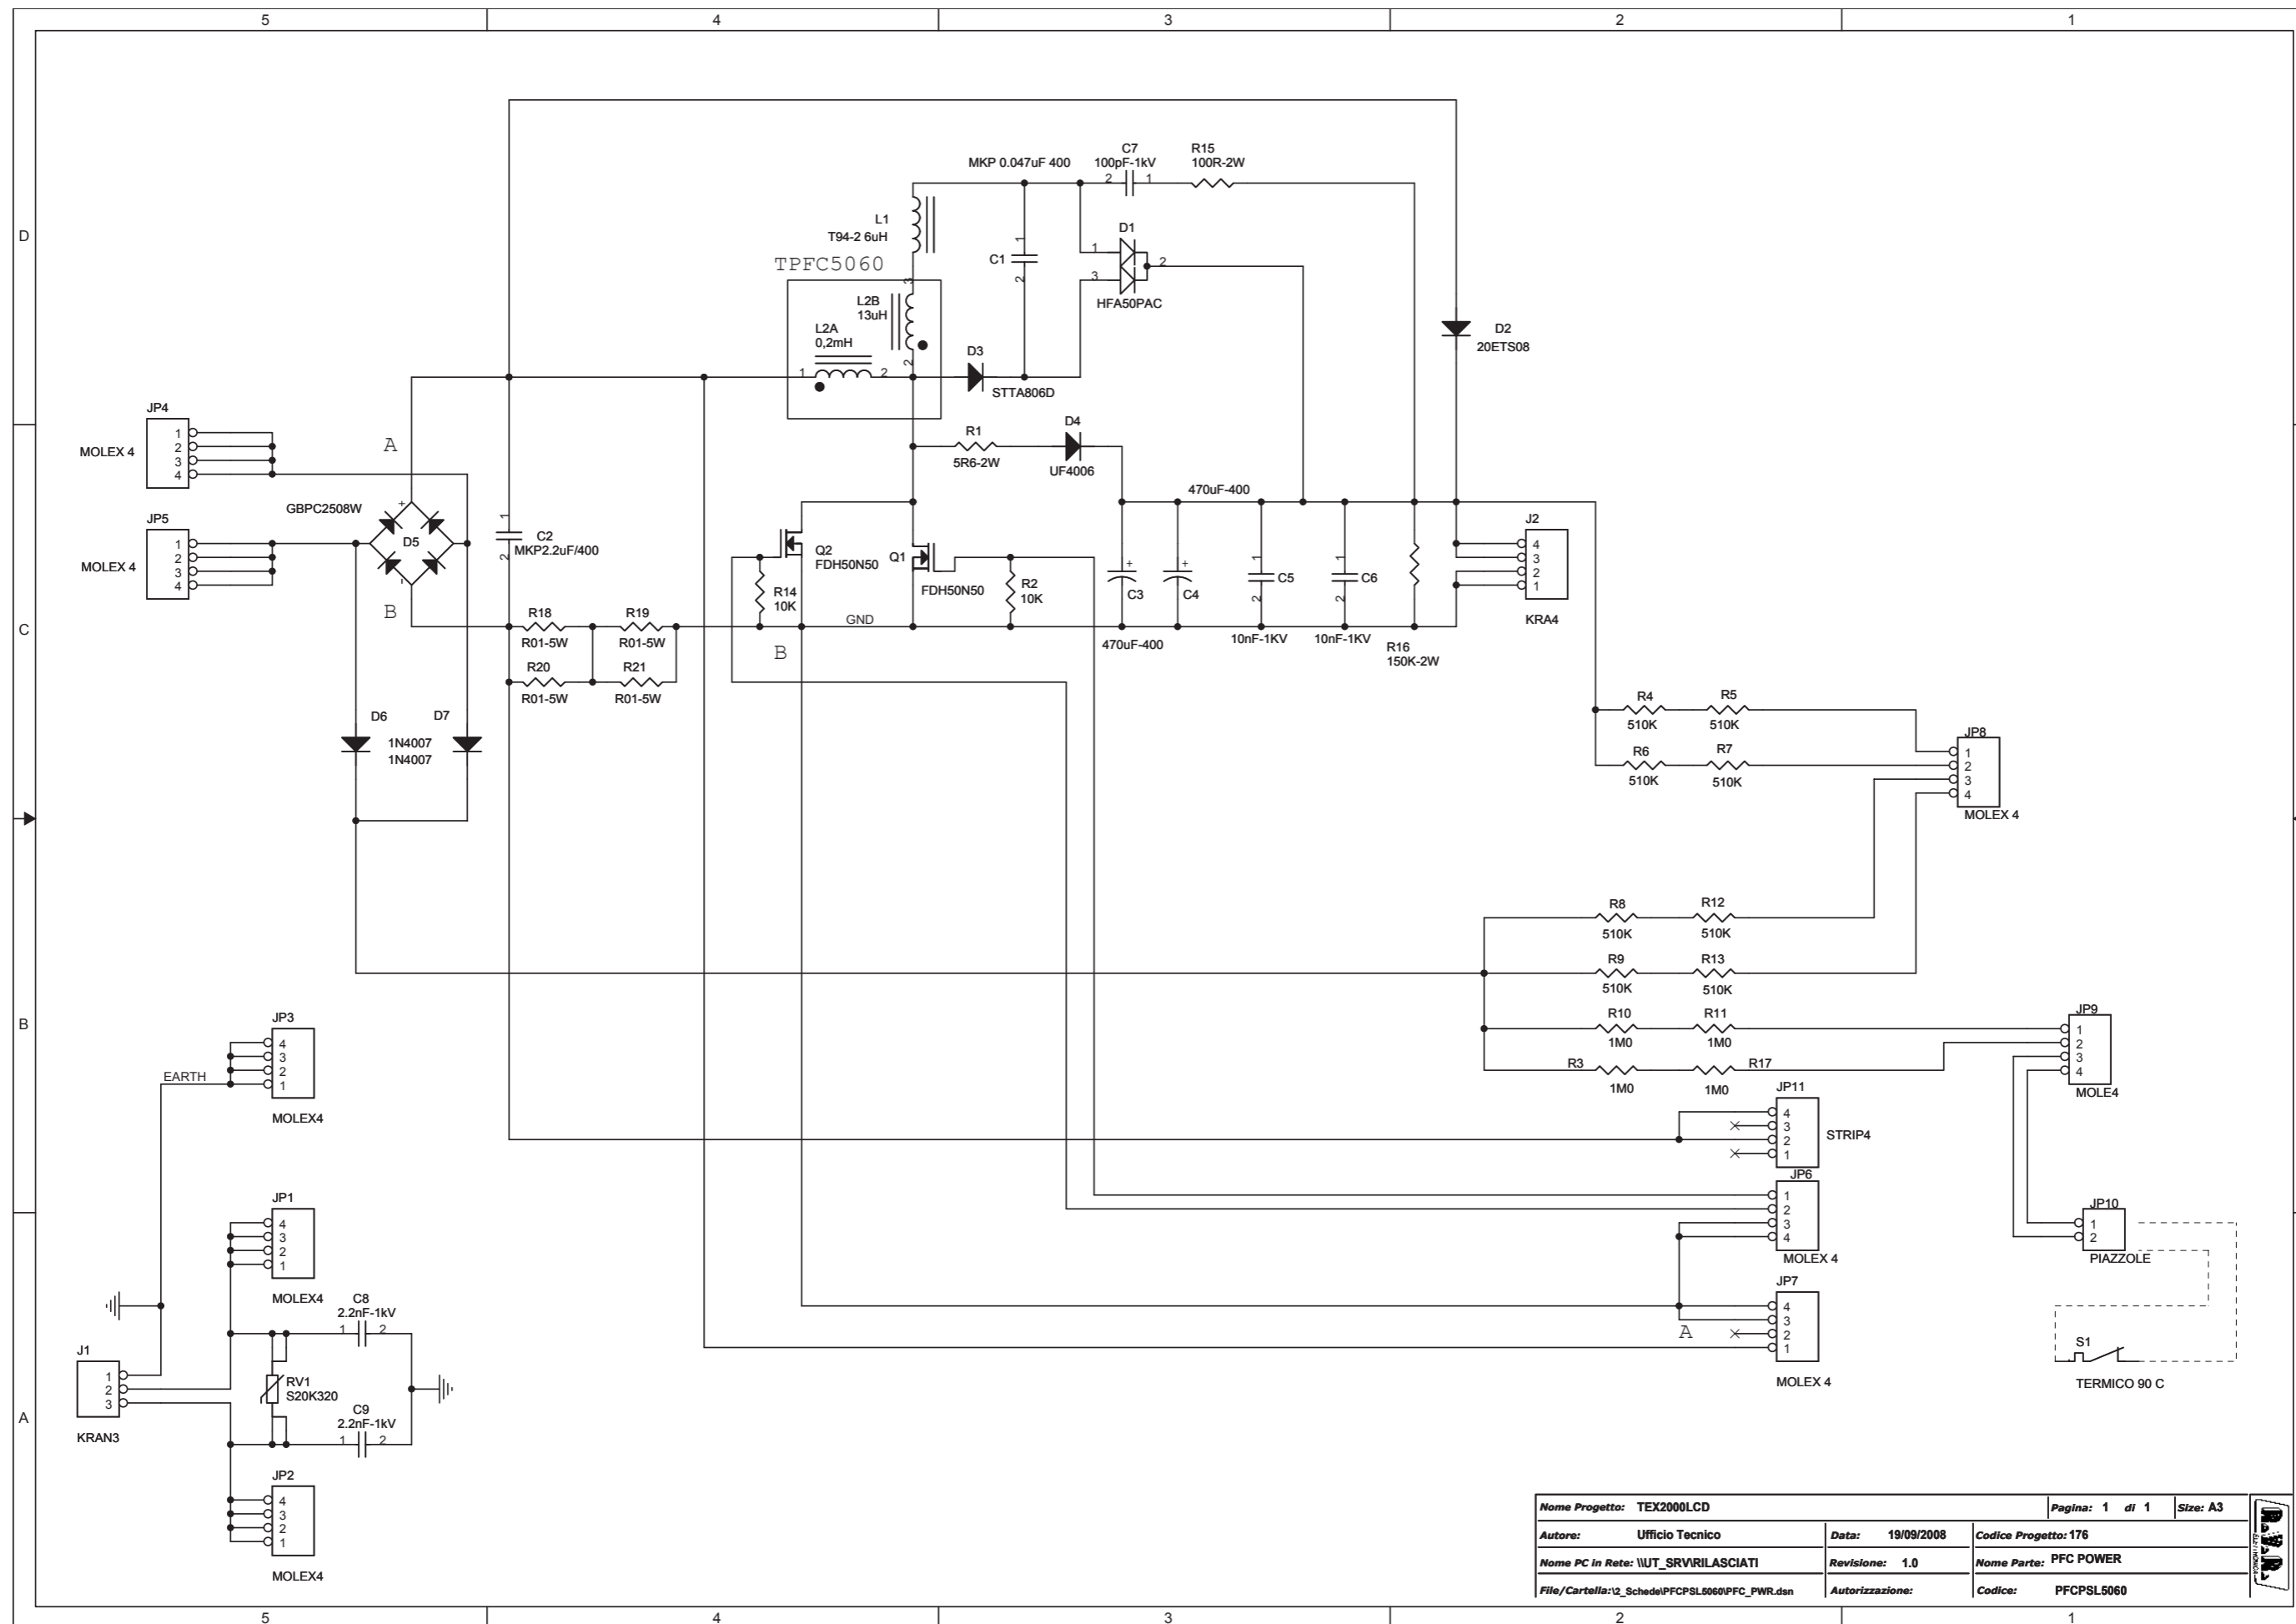 5 4 3 2 1
D
C
B
A
MKP 0.047uF 400
C7
100pF-1kV
2 1
R15
100R-2W
L1
T94-2 6uH
TPFC5060
C1
1
2
D1
1
3
2
HFA50PAC
L2B
13uH
3
2
L2A
0,2mH
1 2
D3
STTA806D
D2
20ETS08
JP4
1
2
3
4
MOLEX 4
A
R1
5R6-2W
D4
UF4006
JP5
1
2
3
4
MOLEX 4
GBPC2508W
+
D5
-
B
1
C2
MKP2.2uF/400
2
Q2
FDH50N50
Q1
FDH50N50
R14
10K
R2
10K
GND
B
470uF-400
+
C3
470uF-400
+
C4
1
C5
2
10nF-1KV
1
C6
2
10nF-1KV
R16
150K-2W
J2
4
3
2
1
KRA4
R18
R01-5W
R19
R01-5W
R20
R01-5W
R21
R01-5W
D6 D7
1N4007
1N4007
R4
510K
R5
510K
R6
510K
R7
510K
JP8
1
2
3
4
MOLEX 4
R8
510K
R12
510K
R9
510K
R13
510K
R10
1M0
R11
1M0
R3
1M0
R17
1M0
JP9
1
2
3
4
MOLE4
JP11
4
3
2
1
STRIP4
JP6
1
2
3
4
MOLEX 4
JP7
4
3
2
1
A
MOLEX 4
JP10
1
2
PIAZZOLE
S1
TERMICO 90 C
JP3
4
3
2
1
EARTH
MOLEX4
JP1
4
3
2
1
MOLEX4
C8
2.2nF-1kV
1 2
J1
1
2
3
KRAN3
RV1
S20K320
C9
2.2nF-1kV
1 2
JP2
4
3
2
1
MOLEX4
Nome Progetto: TEX2000LCD Pagina: 1 di 1 Size: A3
Autore: Ufficio Tecnico Data: 19/09/2008 Codice Progetto: 176
Nome PC in Rete: \\UT_SRV\RILASCIATI Revisione: 1.0 Nome Parte: PFC POWER
File/Cartella:\2_Schede\PFCPSL5060\PFC_PWR.dsn Autorizzazione: Codice: PFCPSL5060
R.V.R.
5 4 3 2 1